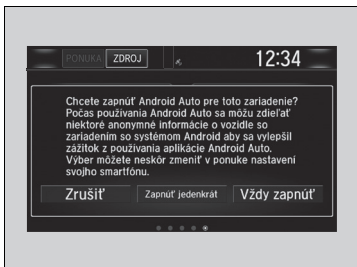 PONUKA ZDROJ 12:34
Chcete zapnúť Android Auto pre toto zariadenie?
Počas používania Android Auto sa môžu zdieľať
niektoré anonymné informácie o vozidle so
zariadením so systémom Android aby sa vylepšil
zážitok z používania aplikácie Android Auto.
Výber môžete neskôr zmeniť v ponuke nastavení
svojho smartfónu.
Zrušiť Zapnúť jedenkrát Vždy zapnúť